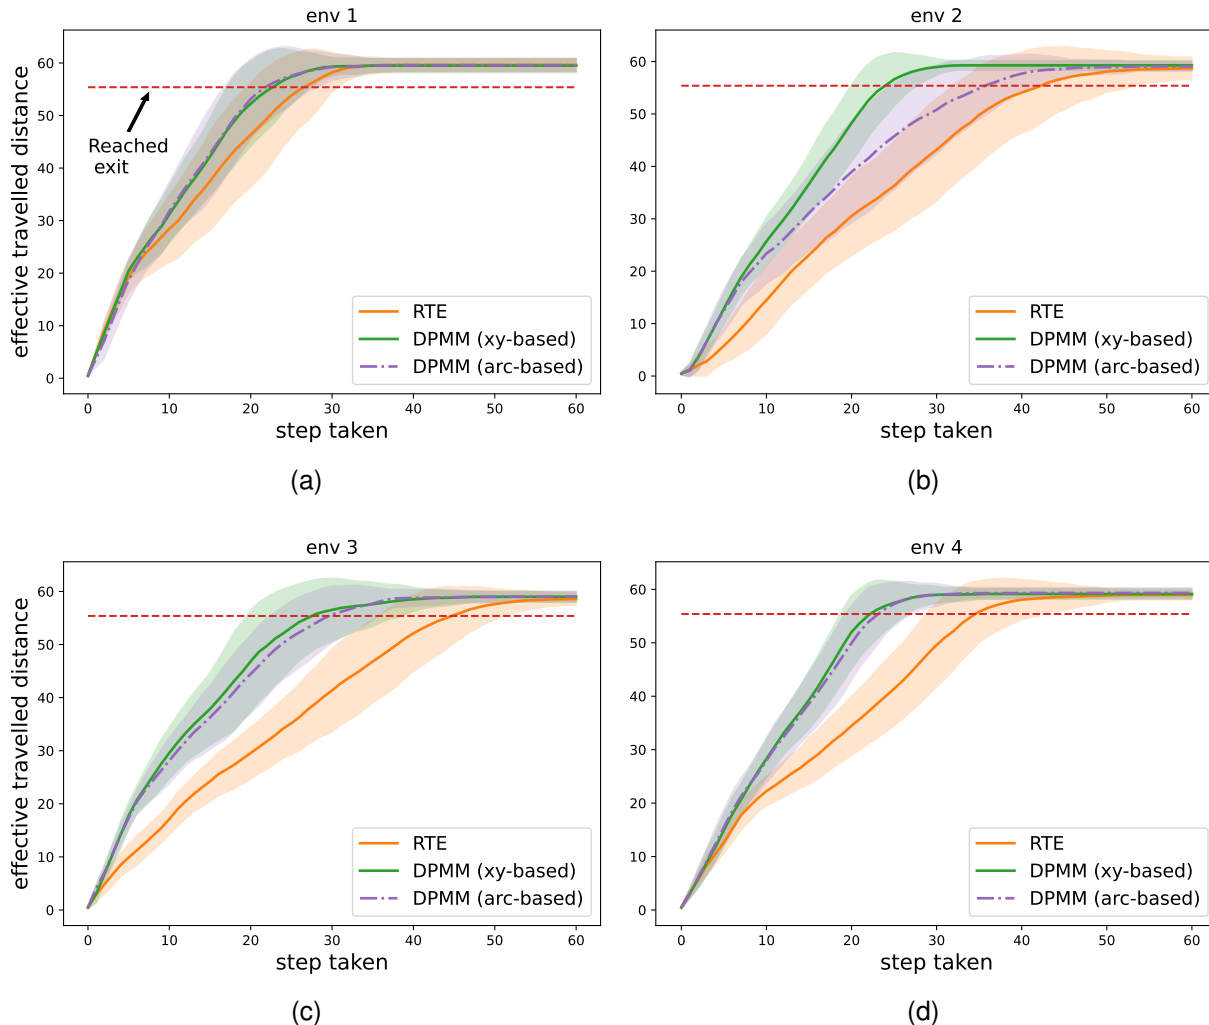 env 1
effective travelled distance
60
50
40
30
20
10
0
Reached
exit
RTE
DPMM (xy-based)
DPMM (arc-based)
0 10 20 30 40 50 60
step taken
(a)
env 2
60
50
40
30
20
10
0
RTE
DPMM (xy-based)
DPMM (arc-based)
0 10 20 30 40 50 60
step taken
(b)
env 3
effective travelled distance
60
50
40
30
20
10
0
RTE
DPMM (xy-based)
DPMM (arc-based)
0 10 20 30 40 50 60
step taken
(c)
env 4
60
50
40
30
20
10
0
RTE
DPMM (xy-based)
DPMM (arc-based)
0 10 20 30 40 50 60
step taken
(d)